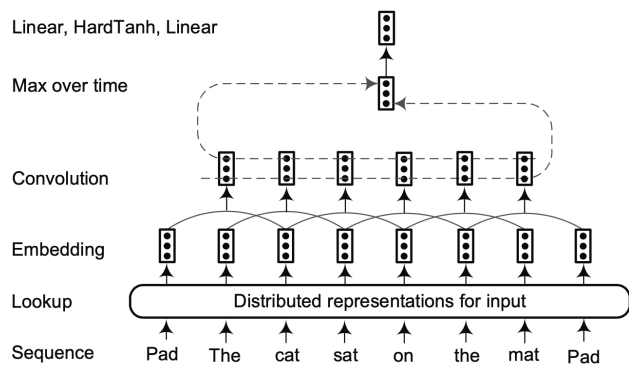 Linear, HardTanh, Linear
Max over time
Convolution
Embedding
Lookup Distributed representations for input
Sequence Pad The cat sat on the mat Pad